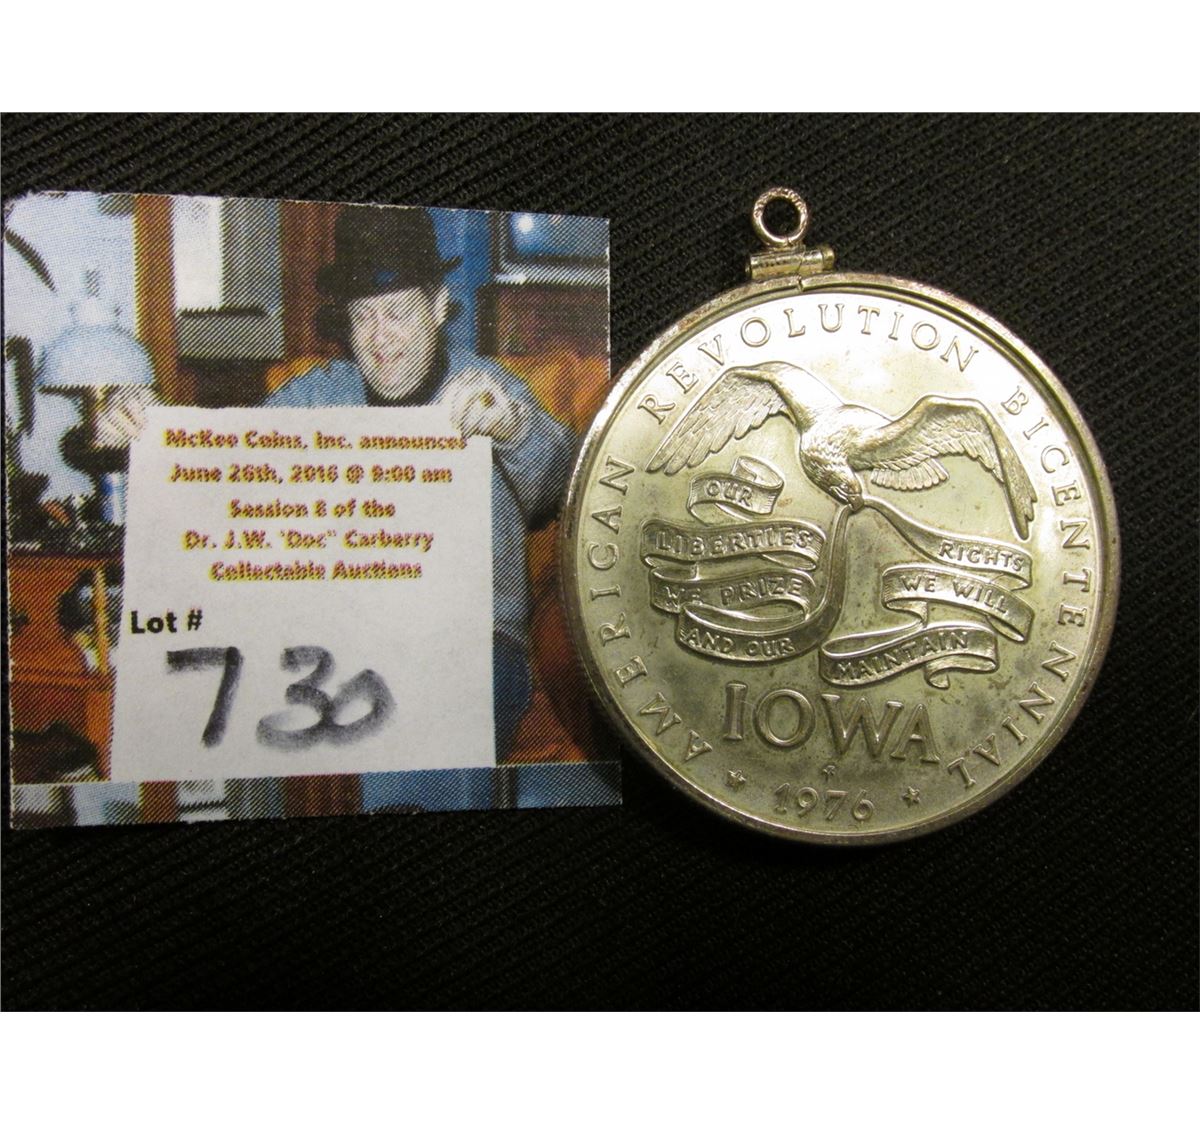 McKee Coins, Inc. announces
June 26th, 2016 @ 9:00 am
Session 8 of the
Dr. J.W. "Doc" Carberry
Collectable Auctions
Lot #
730
AMERICAN REVOLUTION BICENTENNIAL
OUR
LIBERTIES
WE PRIZE
AND OUR
RIGHTS
WE WILL
MAINTAIN
IOWA
1976